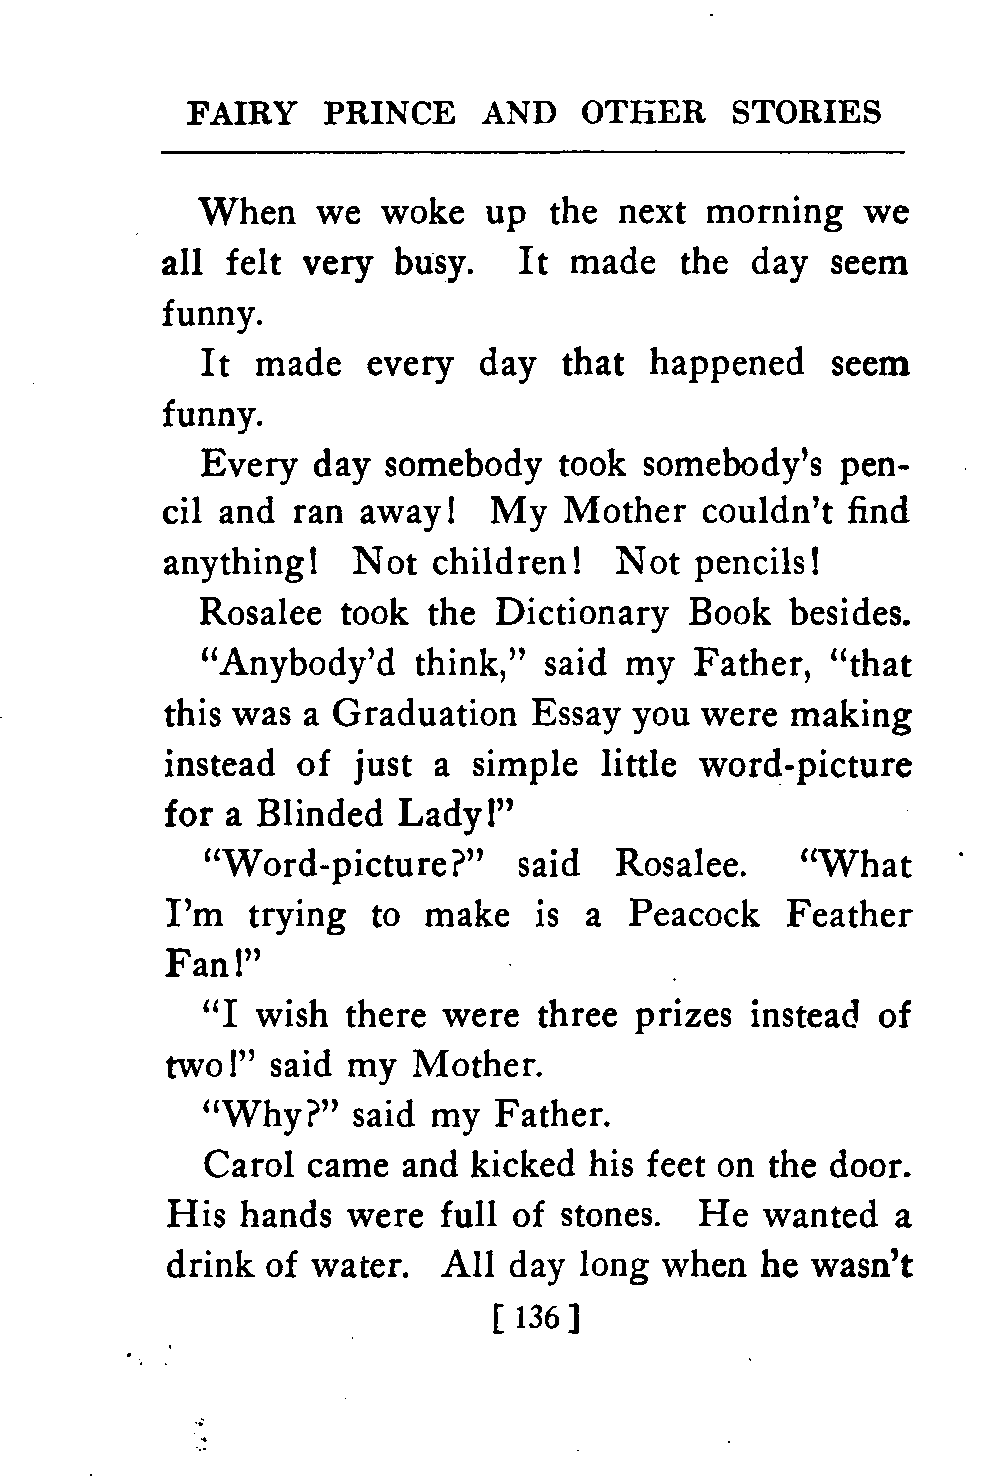 FAIRY PRINCE AND OTHER STORIES
When we woke up the next morning we
all felt very busy. It made the day seem
funny.
It made every day that happened seem
funny.
Every day somebody took somebody's pen-
cil and ran away! My Mother couldn't find
anything! Not children! Not pencils!
Rosalee took the Dictionary Book besides.
“Anybody'd think,” said my Father, “that
this was a Graduation Essay you were making
instead of just a simple little word-picture
for a Blinded Lady!”
“Word-picture?” said Rosalee. “What
I'm trying to make is a Peacock Feather
Fan!”
“I wish there were three prizes instead of
two!” said my Mother.
“Why?” said my Father.
Carol came and kicked his feet on the door.
His hands were full of stones. He wanted a
drink of water. All day long when he wasn't
[ 136 ]